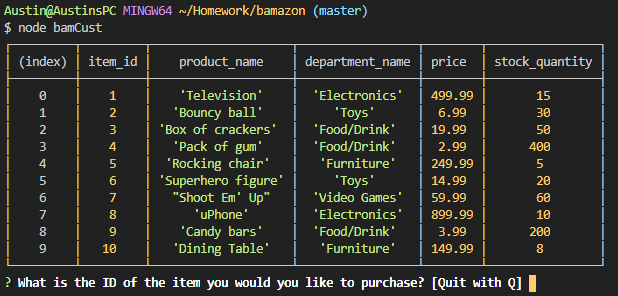 Austin@AustinsPC MINGW64 ~/Homework/bamazon (master)
$ node bamCust
(index) item_id product_name department_name price stock_quantity
0 1 'Television' 'Electronics' 499.99 15
1 2 'Bouncy ball' 'Toys' 6.99 30
2 3 'Box of crackers' 'Food/Drink' 19.99 50
3 4 'Pack of gum' 'Food/Drink' 2.99 400
4 5 'Rocking chair' 'Furniture' 249.99 5
5 6 'Superhero figure' 'Toys' 14.99 20
6 7 "Shoot Em' Up" 'Video Games' 59.99 60
7 8 'uPhone' 'Electronics' 899.99 10
8 9 'Candy bars' 'Food/Drink' 3.99 200
9 10 'Dining Table' 'Furniture' 149.99 8
? What is the ID of the item you would you like to purchase? [Quit with Q]